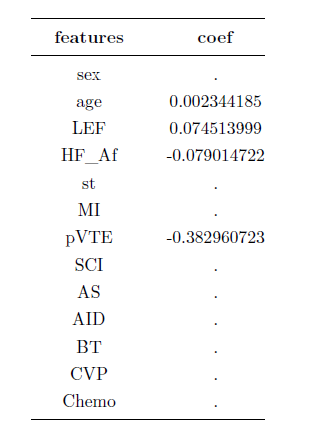 features coef
sex .
age 0.002344185
LEF 0.074513999
HF_Af -0.079014722
st .
MI .
pVTE -0.382960723
SCI .
AS .
AID .
BT .
CVP .
Chemo .